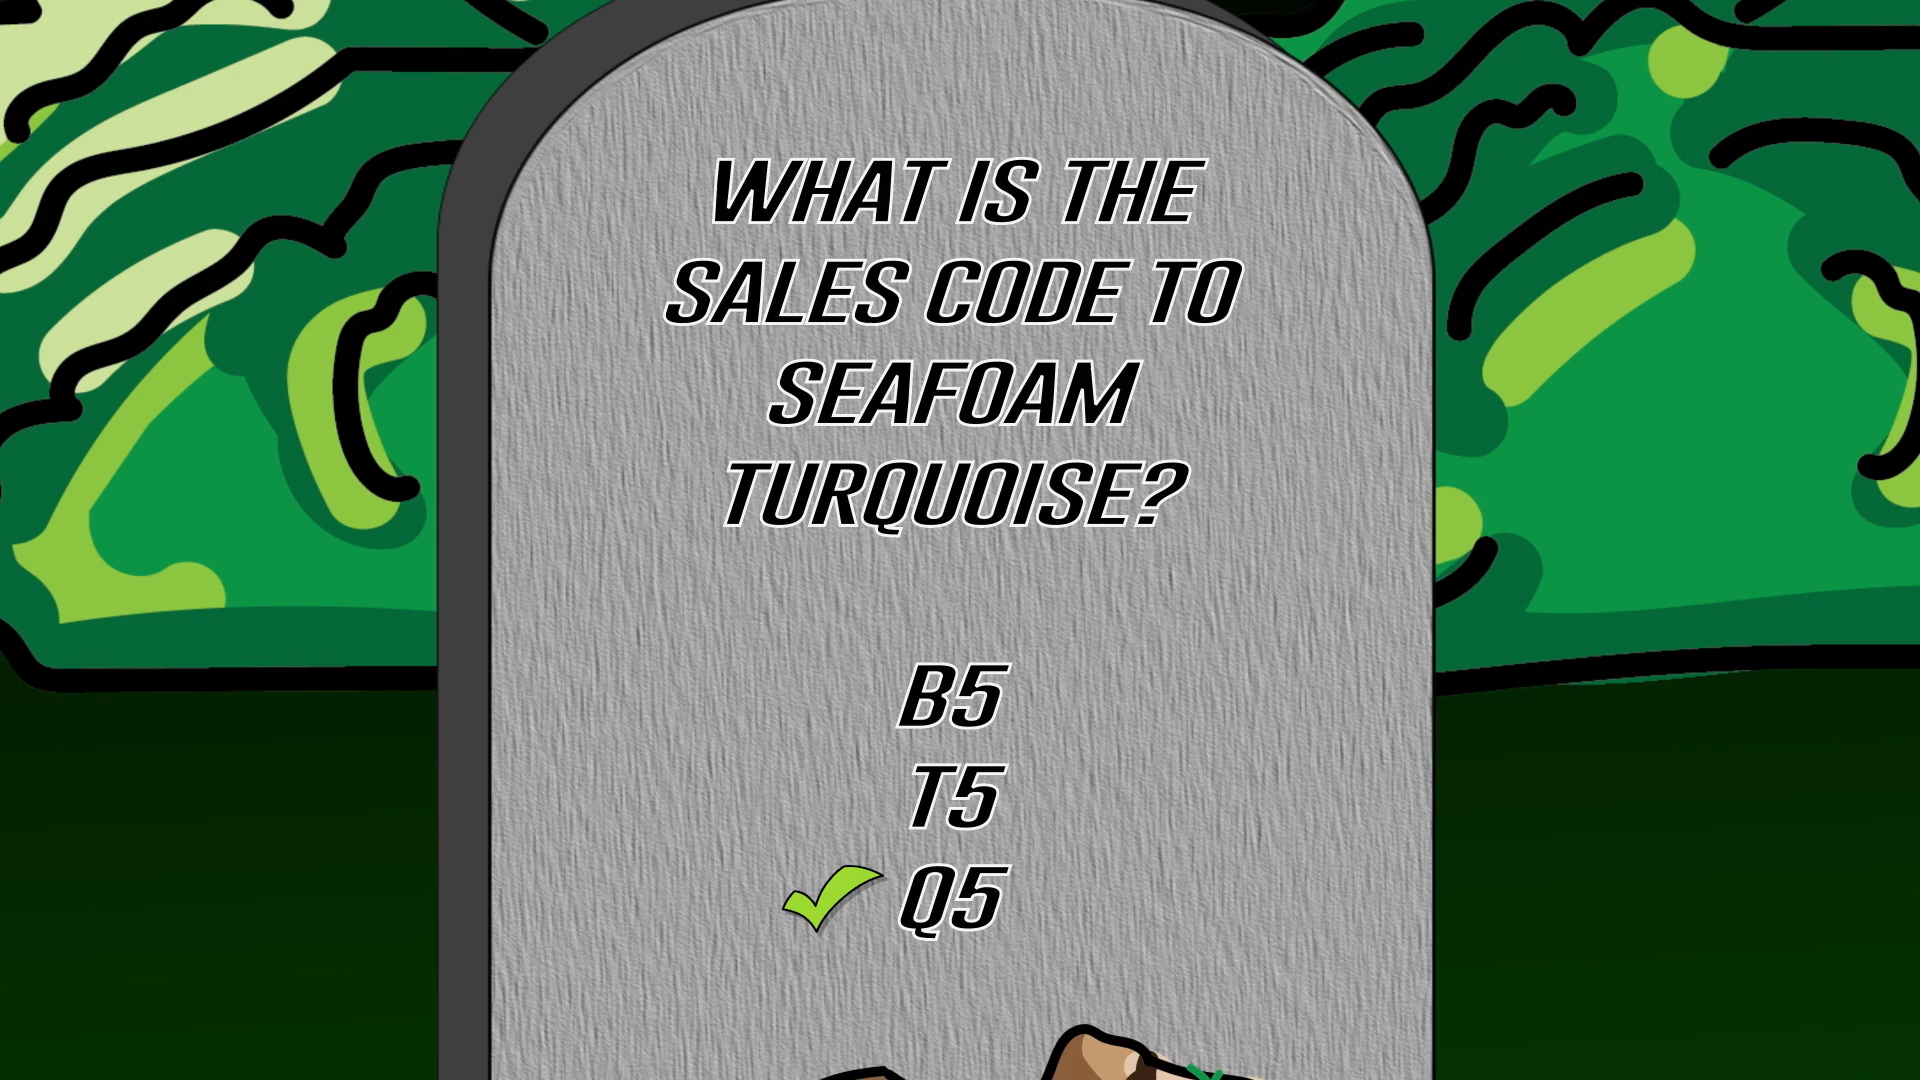 WHAT IS THE
SALES CODE TO
SEAFOAM
TURQUOISE?
B5
T5
Q5